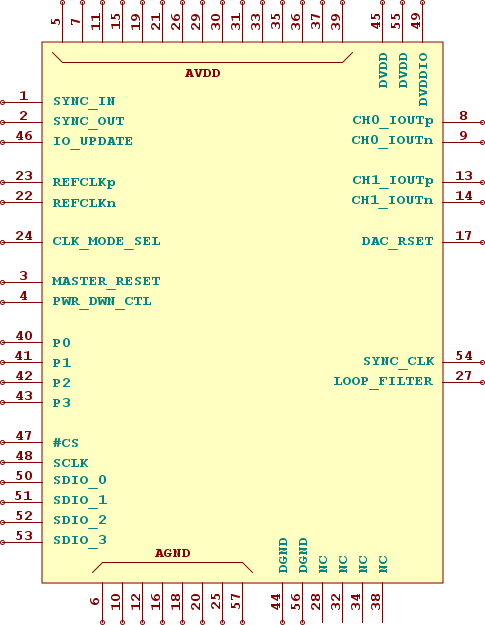 5 7 11 15 19 21 26 29 30 31 33 35 36 37 39 45 55 49
AVDD DVDD DVDD DVDDIO
1 SYNC_IN
2 SYNC_OUT CH0_IOUTp 8
46 IO_UPDATE CH0_IOUTn 9
23 REFCLKp CH1_IOUTp 13
22 REFCLKn CH1_IOUTn 14
24 CLK_MODE_SEL DAC_RSET 17
3 MASTER_RESET
4 PWR_DWN_CTL
40 P0
41 P1 SYNC_CLK 54
42 P2 LOOP_FILTER 27
43 P3
47 #CS
48 SCLK
50 SDIO_0
51 SDIO_1
52 SDIO_2
53 SDIO_3
AGND DGND DGND NC NC NC NC
6 10 12 16 18 20 25 57 44 56 28 32 34 38